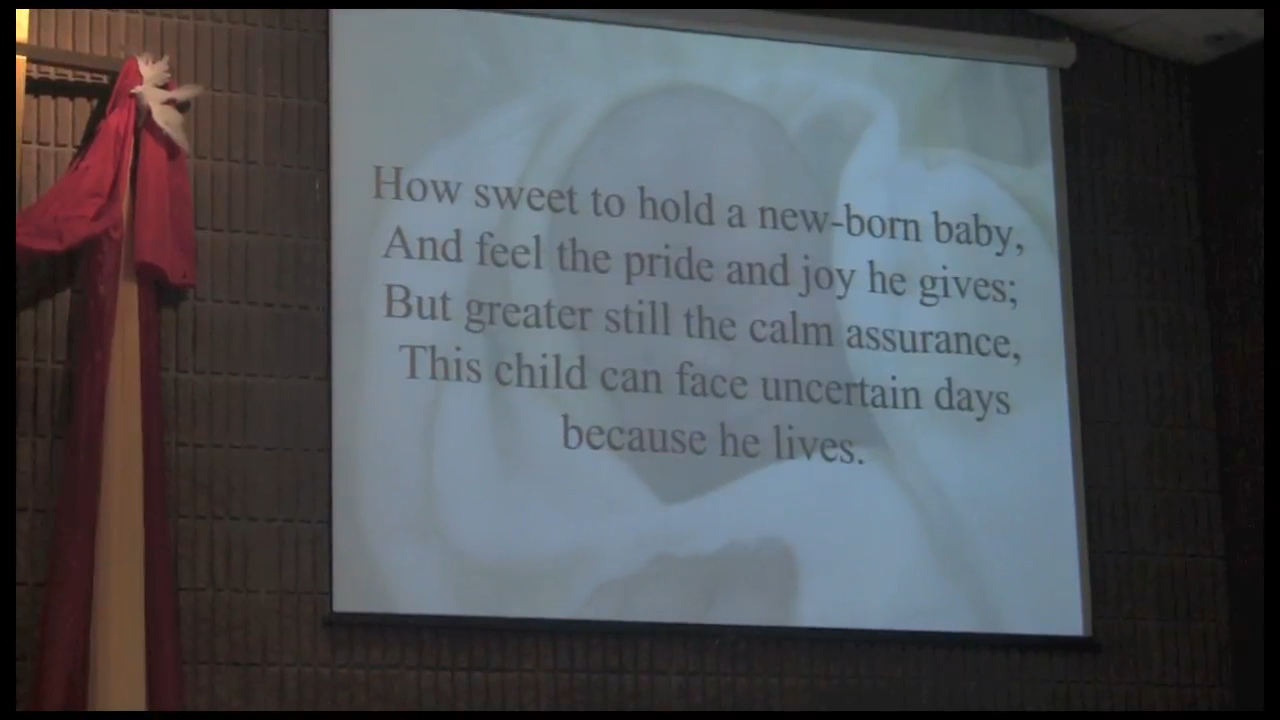 How sweet to hold a new-born baby,
And feel the pride and joy he gives;
But greater still the calm assurance,
This child can face uncertain days
because he lives.